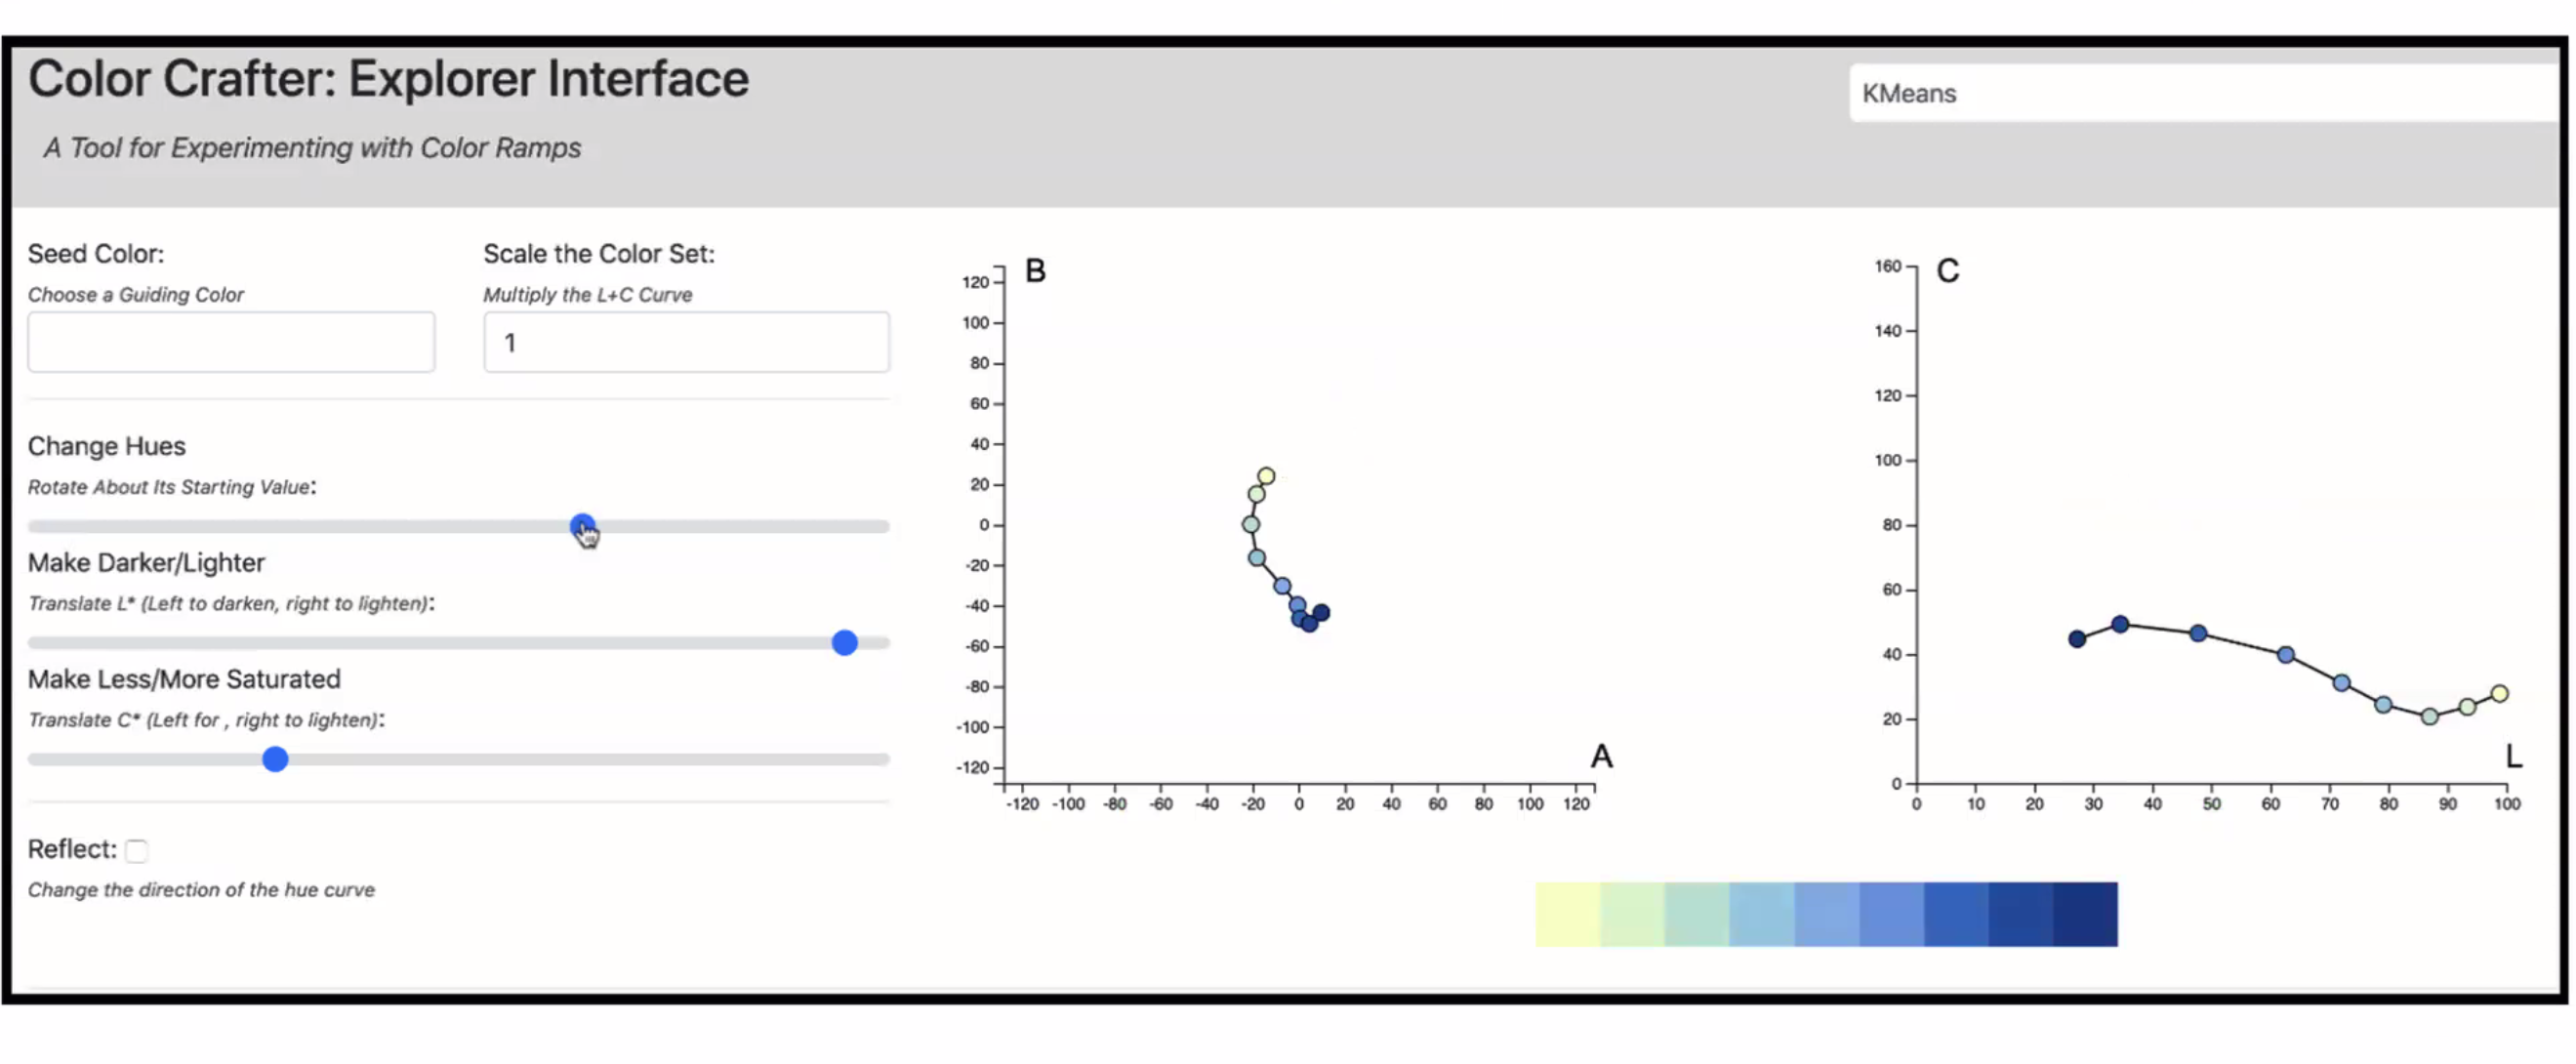 Color Crafter: Explorer Interface
KMeans
A Tool for Experimenting with Color Ramps
Seed Color:
Choose a Guiding Color
Scale the Color Set:
Multiply the L+C Curve
1
Change Hues
Rotate About Its Starting Value:
Make Darker/Lighter
Translate L* (Left to darken, right to lighten):
Make Less/More Saturated
Translate C* (Left for , right to lighten):
Reflect:
Change the direction of the hue curve
B
120
100
80
60
40
20
0
-20
-40
-60
-80
-100
-120
A
-120 -100 -80 -60 -40 -20 0 20 40 60 80 100 120
C
160
140
120
100
80
60
40
20
0
L
0 10 20 30 40 50 60 70 80 90 100